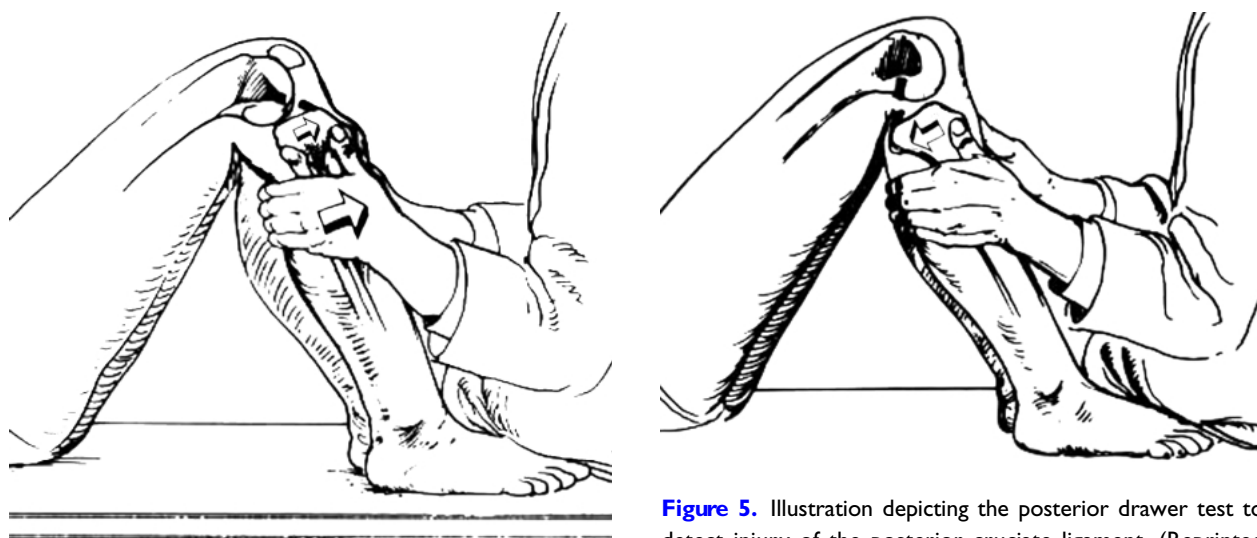 Figure 5. Illustration depicting the posterior drawer test to
detect injury of the posterior cruciate ligament. (Reprinted